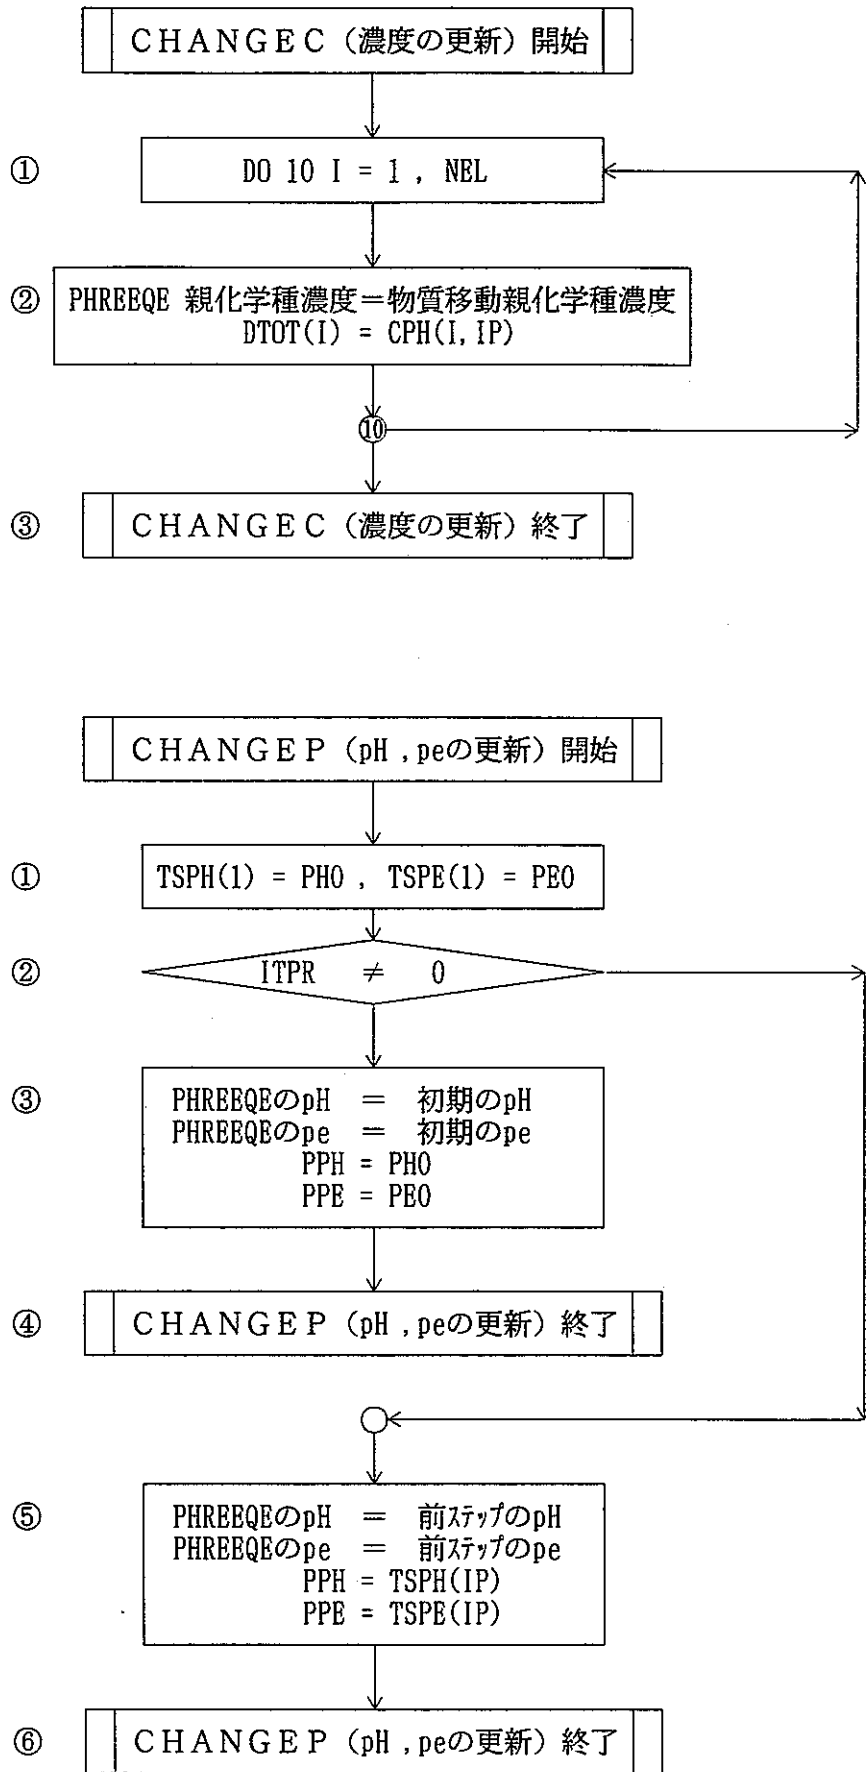 CHANGEC (濃度の更新) 開始
① DO 10 I = 1 , NEL
② PHREEQE 親化学種濃度＝物質移動親化学種濃度
DTOT(I) = CPH(I,IP)
⑩
③ CHANGEC (濃度の更新) 終了
CHANGEP (pH ,peの更新) 開始
① TSPH(1) = PH0 , TSPE(1) = PE0
② ITPR ≠ 0
③ PHREEQEのpH ＝ 初期のpH
PHREEQEのpe ＝ 初期のpe
PPH = PH0
PPE = PE0
④ CHANGEP (pH ,peの更新) 終了
⑤ PHREEQEのpH ＝ 前ステップのpH
PHREEQEのpe ＝ 前ステップのpe
PPH = TSPH(IP)
PPE = TSPE(IP)
⑥ CHANGEP (pH ,peの更新) 終了